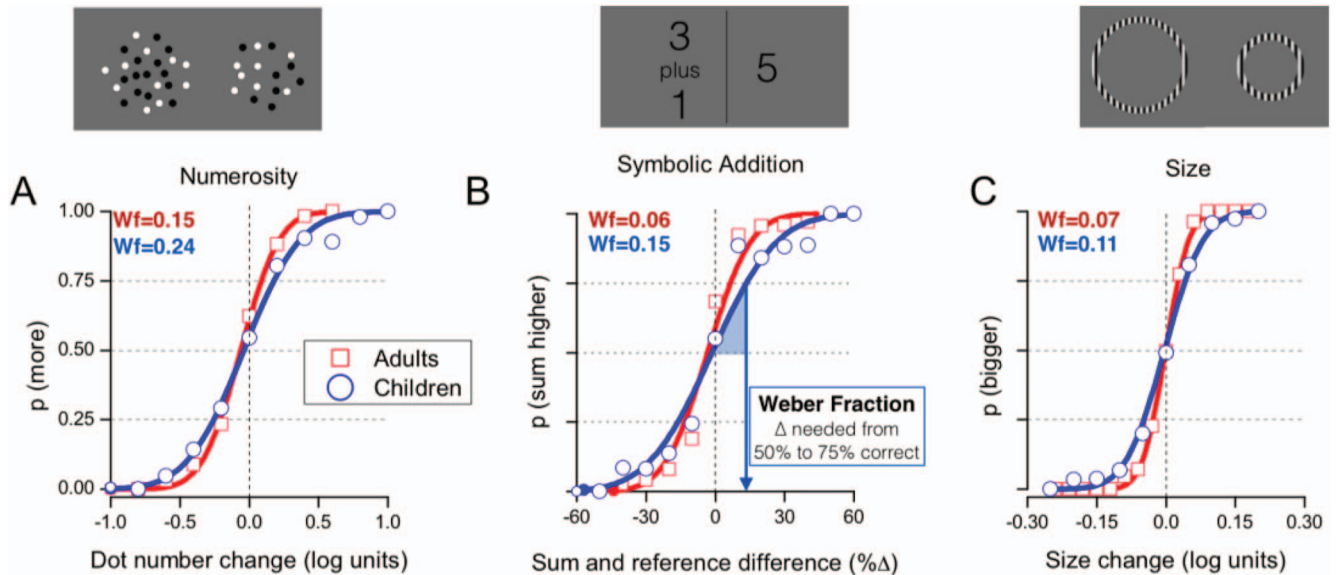 3
plus
1
5
A
Numerosity
Wf=0.15
Wf=0.24
p (more)
1.00
0.75
0.50
0.25
0.00
Adults
Children
-1.0
-0.5
0.0
0.5
1.0
Dot number change (log units)
B
Symbolic Addition
Wf=0.06
Wf=0.15
p (sum higher)
Weber Fraction
Δ needed from
50% to 75% correct
-60
-30
0
30
60
Sum and reference difference (%Δ)
C
Size
Wf=0.07
Wf=0.11
p (bigger)
-0.30
-0.15
0.0
0.15
0.30
Size change (log units)